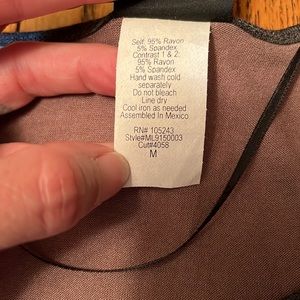 Self: 95% Rayon
5% Spandex
Contrast 1 & 2:
95% Rayon
5% Spandex
Hand wash cold
separately
Do not bleach
Line dry
Cool iron as needed
Assembled In Mexico
RN# 105243
Style#ML9150003
Cut#4058
M